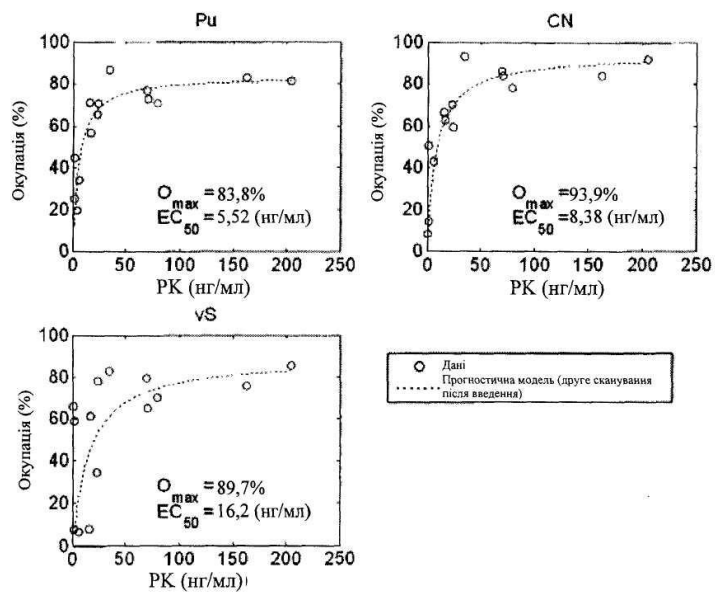 Pu
100
80
60
40
20
0
Окупація (%)
O max = 83,8%
EC 50 = 5,52 (нг/мл)
0 50 100 150 200 250
PK (нг/мл)
CN
100
80
60
40
20
0
Окупація (%)
O max = 93,9%
EC 50 = 8,38 (нг/мл)
0 50 100 150 200 250
PK (нг/мл)
vS
100
80
60
40
20
0
Окупація (%)
O max = 89,7%
EC 50 = 16,2 (нг/мл)
0 50 100 150 200 250
PK (нг/мл)
Дані
Прогностична модель (друге сканування
після введення)